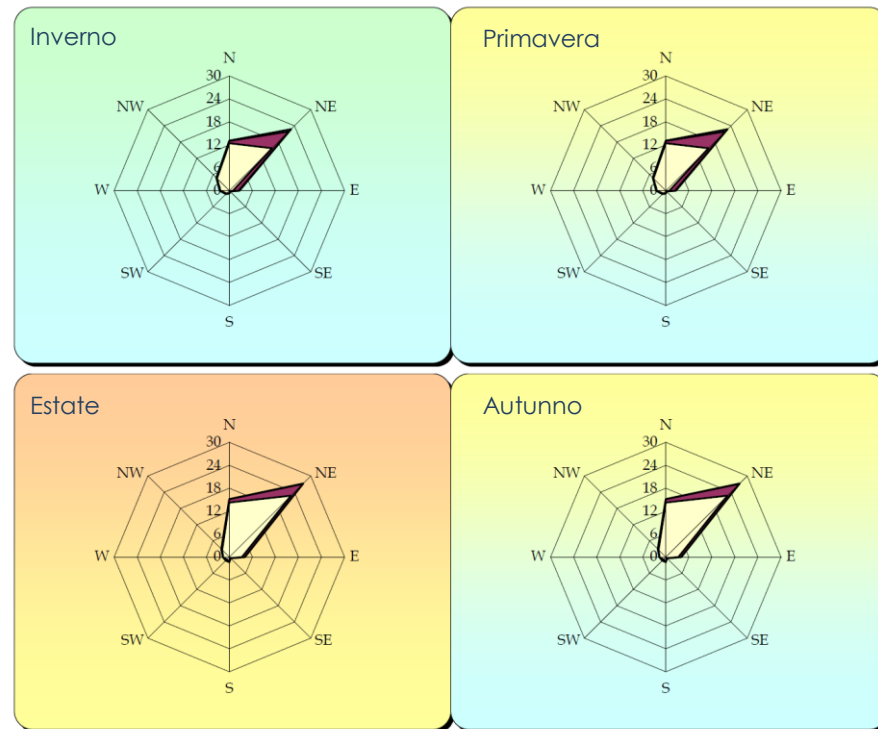 Inverno
N
30
NW
24
NE
18
12
6
W
0
E
SW
SE
S
Primavera
N
30
NW
24
NE
18
12
6
W
0
E
SW
SE
S
Estate
N
30
NW
24
NE
18
12
6
W
0
E
SW
SE
S
Autunno
N
30
NW
24
NE
18
12
6
W
0
E
SW
SE
S